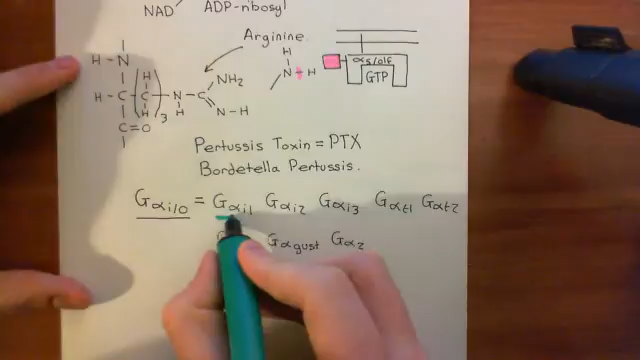 NAD ADP-ribosyl
Arginine
H
H - N
H
NH2
H - C ( C ) 3 - N - C
H
H
N - H
C=O
H
N + H
αs/olf
GTP
Pertussis Toxin = PTX
Bordetella Pertussis.
Gαi/o = Gαi1 Gαi2 Gαi3 Gαt1 Gαt2
Gαgust Gαz